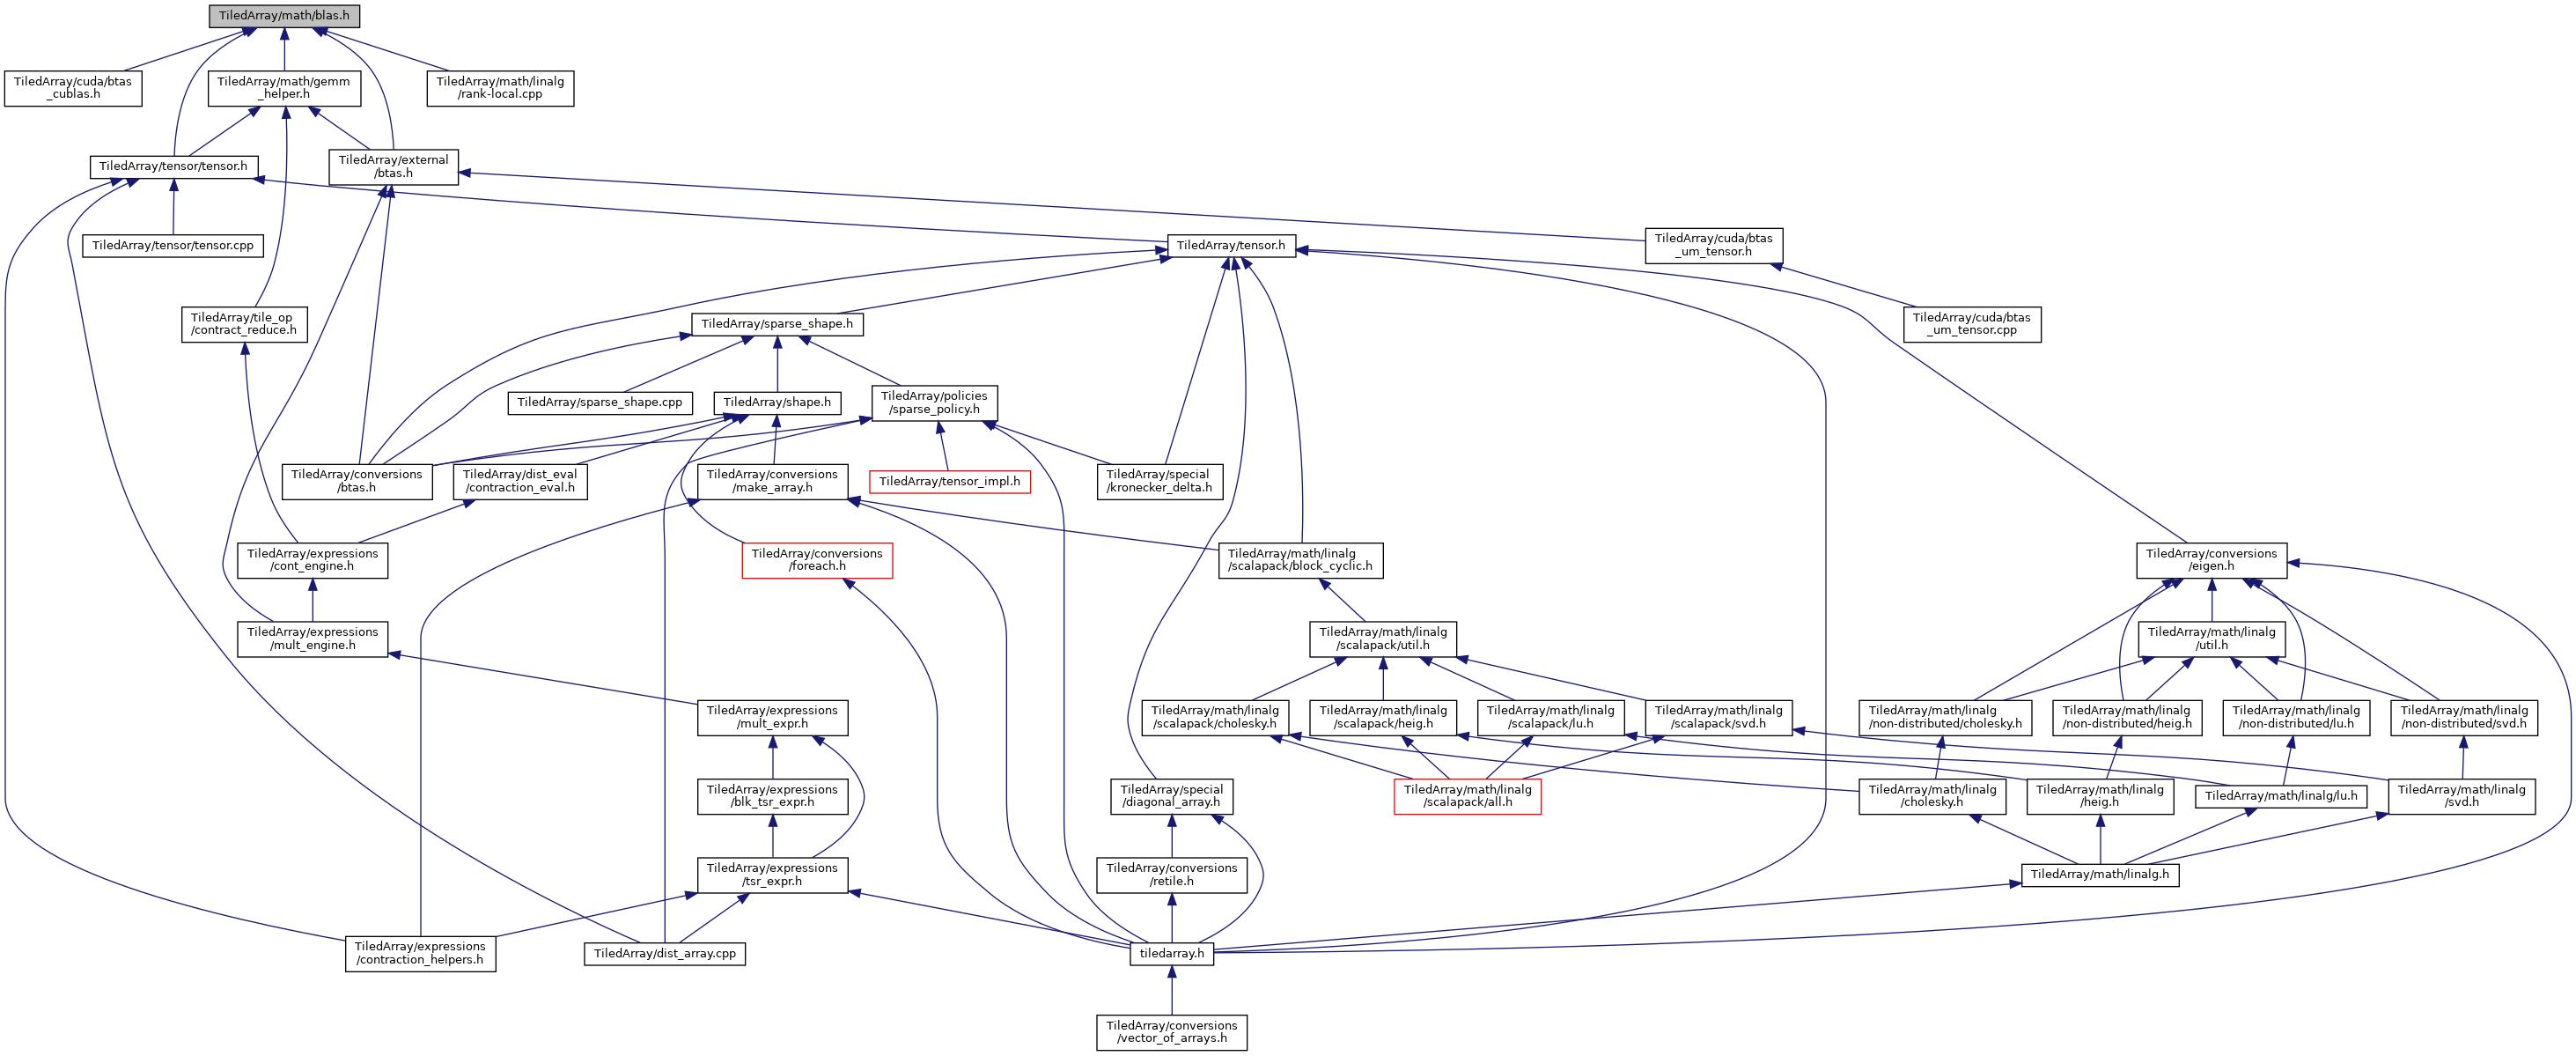 TiledArray/math/blas.h
TiledArray/cuda/btas
_cublas.h
TiledArray/math/gemm
_helper.h
TiledArray/math/linalg
/rank-local.cpp
TiledArray/tensor/tensor.h
TiledArray/external
/btas.h
TiledArray/tensor/tensor.cpp
TiledArray/tensor.h
TiledArray/cuda/btas
_um_tensor.h
TiledArray/tile_op
/contract_reduce.h
TiledArray/sparse_shape.h
TiledArray/cuda/btas
_um_tensor.cpp
TiledArray/sparse_shape.cpp
TiledArray/shape.h
TiledArray/policies
/sparse_policy.h
TiledArray/conversions
/btas.h
TiledArray/dist_eval
/contraction_eval.h
TiledArray/conversions
/make_array.h
TiledArray/tensor_impl.h
TiledArray/special
/kronecker_delta.h
TiledArray/expressions
/cont_engine.h
TiledArray/conversions
/foreach.h
TiledArray/math/linalg
/scalapack/block_cyclic.h
TiledArray/conversions
/eigen.h
TiledArray/expressions
/mult_engine.h
TiledArray/math/linalg
/scalapack/util.h
TiledArray/math/linalg
/util.h
TiledArray/expressions
/mult_expr.h
TiledArray/math/linalg
/scalapack/cholesky.h
TiledArray/math/linalg
/scalapack/heig.h
TiledArray/math/linalg
/scalapack/lu.h
TiledArray/math/linalg
/scalapack/svd.h
TiledArray/math/linalg
/non-distributed/cholesky.h
TiledArray/math/linalg
/non-distributed/heig.h
TiledArray/math/linalg
/non-distributed/lu.h
TiledArray/math/linalg
/non-distributed/svd.h
TiledArray/expressions
/blk_tsr_expr.h
TiledArray/special
/diagonal_array.h
TiledArray/math/linalg
/scalapack/all.h
TiledArray/math/linalg
/cholesky.h
TiledArray/math/linalg
/heig.h
TiledArray/math/linalg/lu.h
TiledArray/math/linalg
/svd.h
TiledArray/expressions
/tsr_expr.h
TiledArray/conversions
/retile.h
TiledArray/math/linalg.h
TiledArray/expressions
/contraction_helpers.h
TiledArray/dist_array.cpp
tiledarray.h
TiledArray/conversions
/vector_of_arrays.h